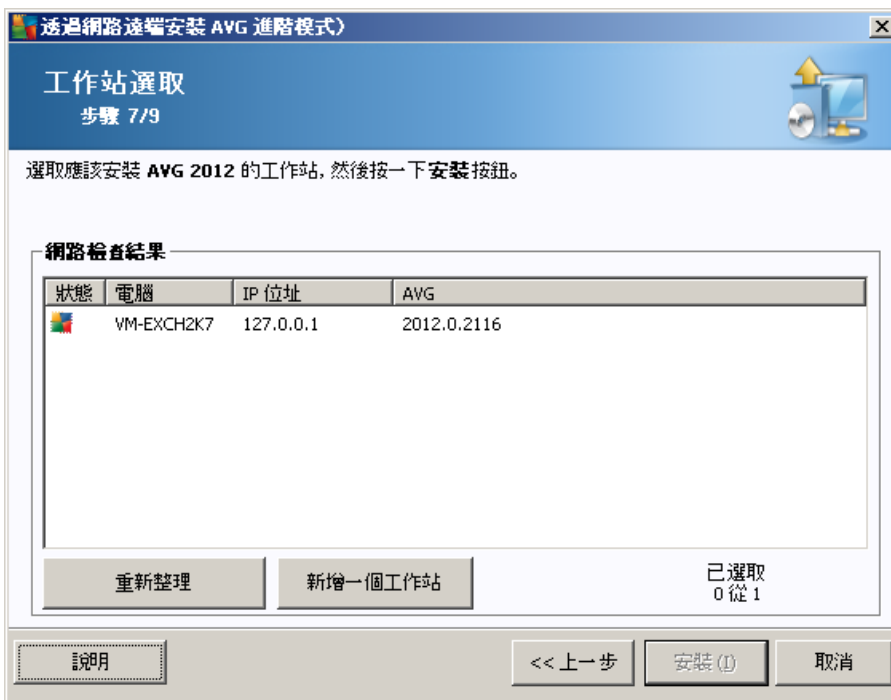 透過網路遠端安裝 AVG 進階模式)
工作站選取
步驟 7/9
選取應該安裝 AVG 2012 的工作站, 然後按一下安裝按鈕。
網路檢查結果
狀態 電腦 IP 位址 AVG
VM-EXCH2K7 127.0.0.1 2012.0.2116
重新整理 新增一個工作站 已選取
0 從 1
說明 << 上一步 安裝(I) 取消